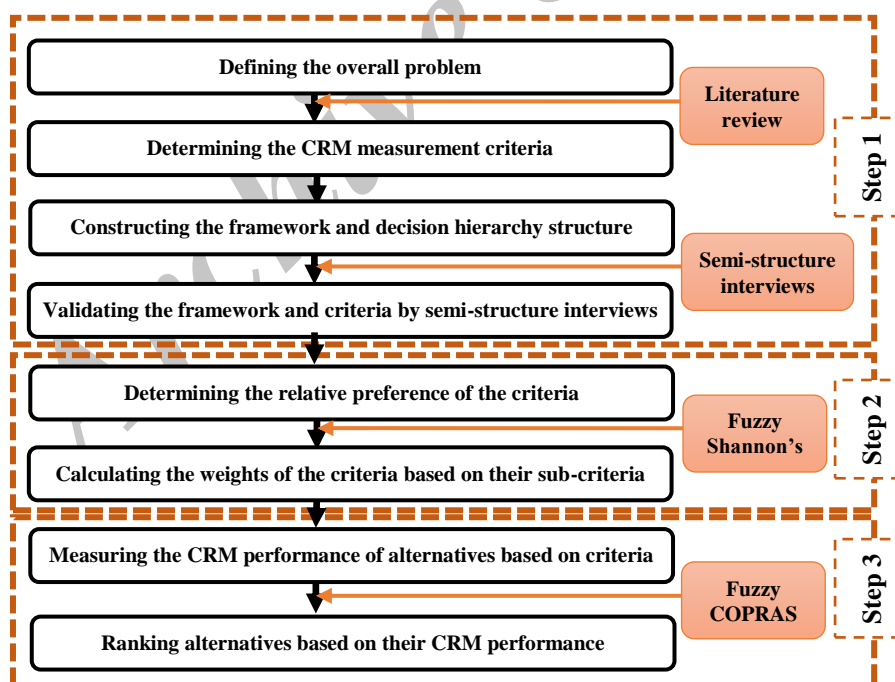 Defining the overall problem
Literature
review
Determining the CRM measurement criteria
Step 1
Constructing the framework and decision hierarchy structure
Semi-structure
interviews
Validating the framework and criteria by semi-structure interviews
Determining the relative preference of the criteria
Fuzzy
Shannon's
Step 2
Calculating the weights of the criteria based on their sub-criteria
Measuring the CRM performance of alternatives based on criteria
Fuzzy
COPRAS
Step 3
Ranking alternatives based on their CRM performance